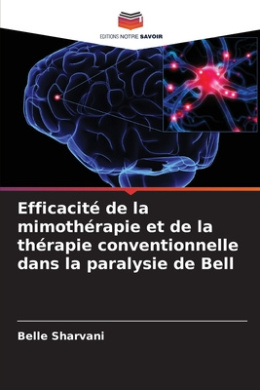 EDITIONS NOTRE SAVOIR
Efficacité de la
mimothérapie et de la
thérapie conventionnelle
dans la paralysie de Bell
Belle Sharvani